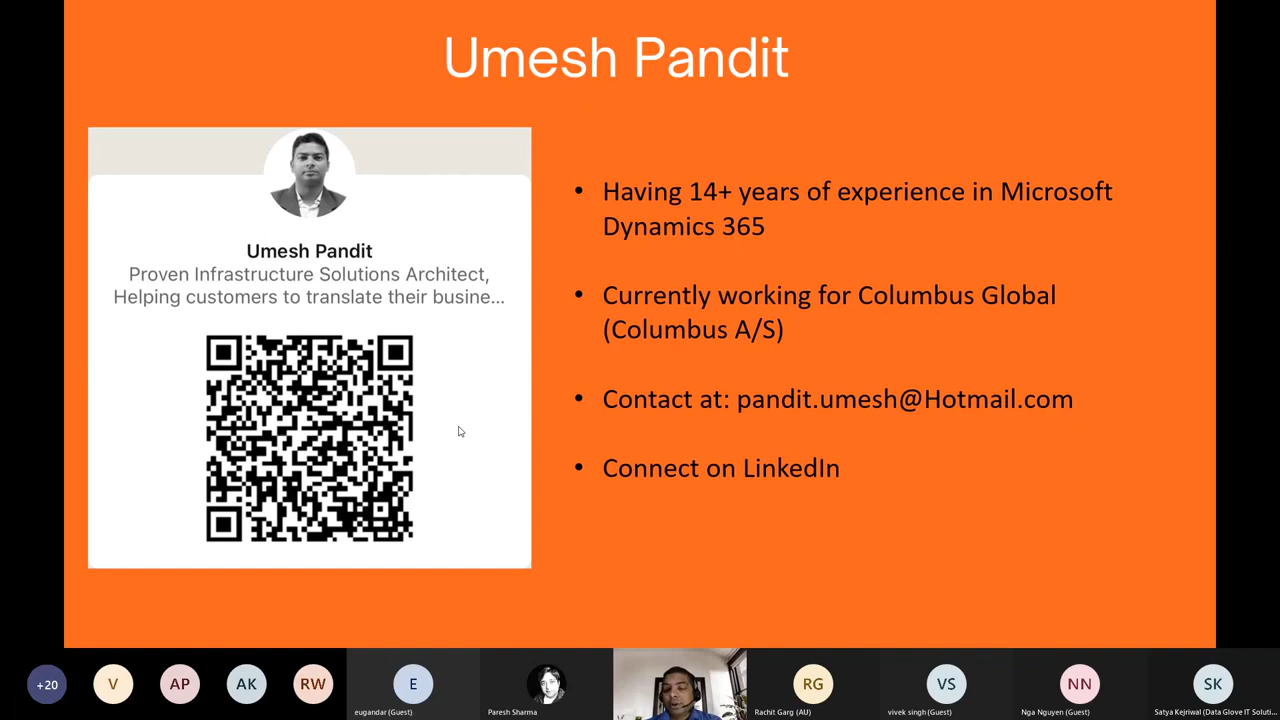 Umesh Pandit
Umesh Pandit
Proven Infrastructure Solutions Architect,
Helping customers to translate their busine...
• Having 14+ years of experience in Microsoft
Dynamics 365
• Currently working for Columbus Global
(Columbus A/S)
• Contact at: pandit.umesh@Hotmail.com
• Connect on LinkedIn
+20
V
AP
AK
RW
E
eugandar (Guest)
Paresh Sharma
RG
Rachit Garg (AU)
VS
vivek singh (Guest)
NN
Nga Nguyen (Guest)
SK
Satya Kejriwal (Data Glove IT Soluti...